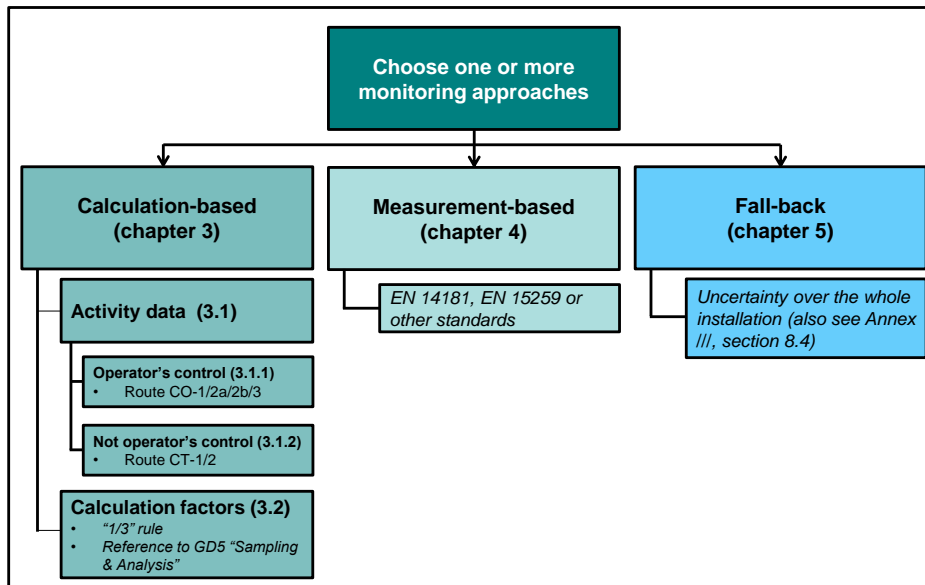 Choose one or more
monitoring approaches
Calculation-based
(chapter 3)
Measurement-based
(chapter 4)
Fall-back
(chapter 5)
Activity data (3.1)
EN 14181, EN 15259 or
other standards
Uncertainty over the whole
installation (also see Annex
III, section 8.4)
Operator's control (3.1.1)
• Route CO-1/2a/2b/3
Not operator's control (3.1.2)
• Route CT-1/2
Calculation factors (3.2)
• "1/3" rule
• Reference to GD5 "Sampling
& Analysis"